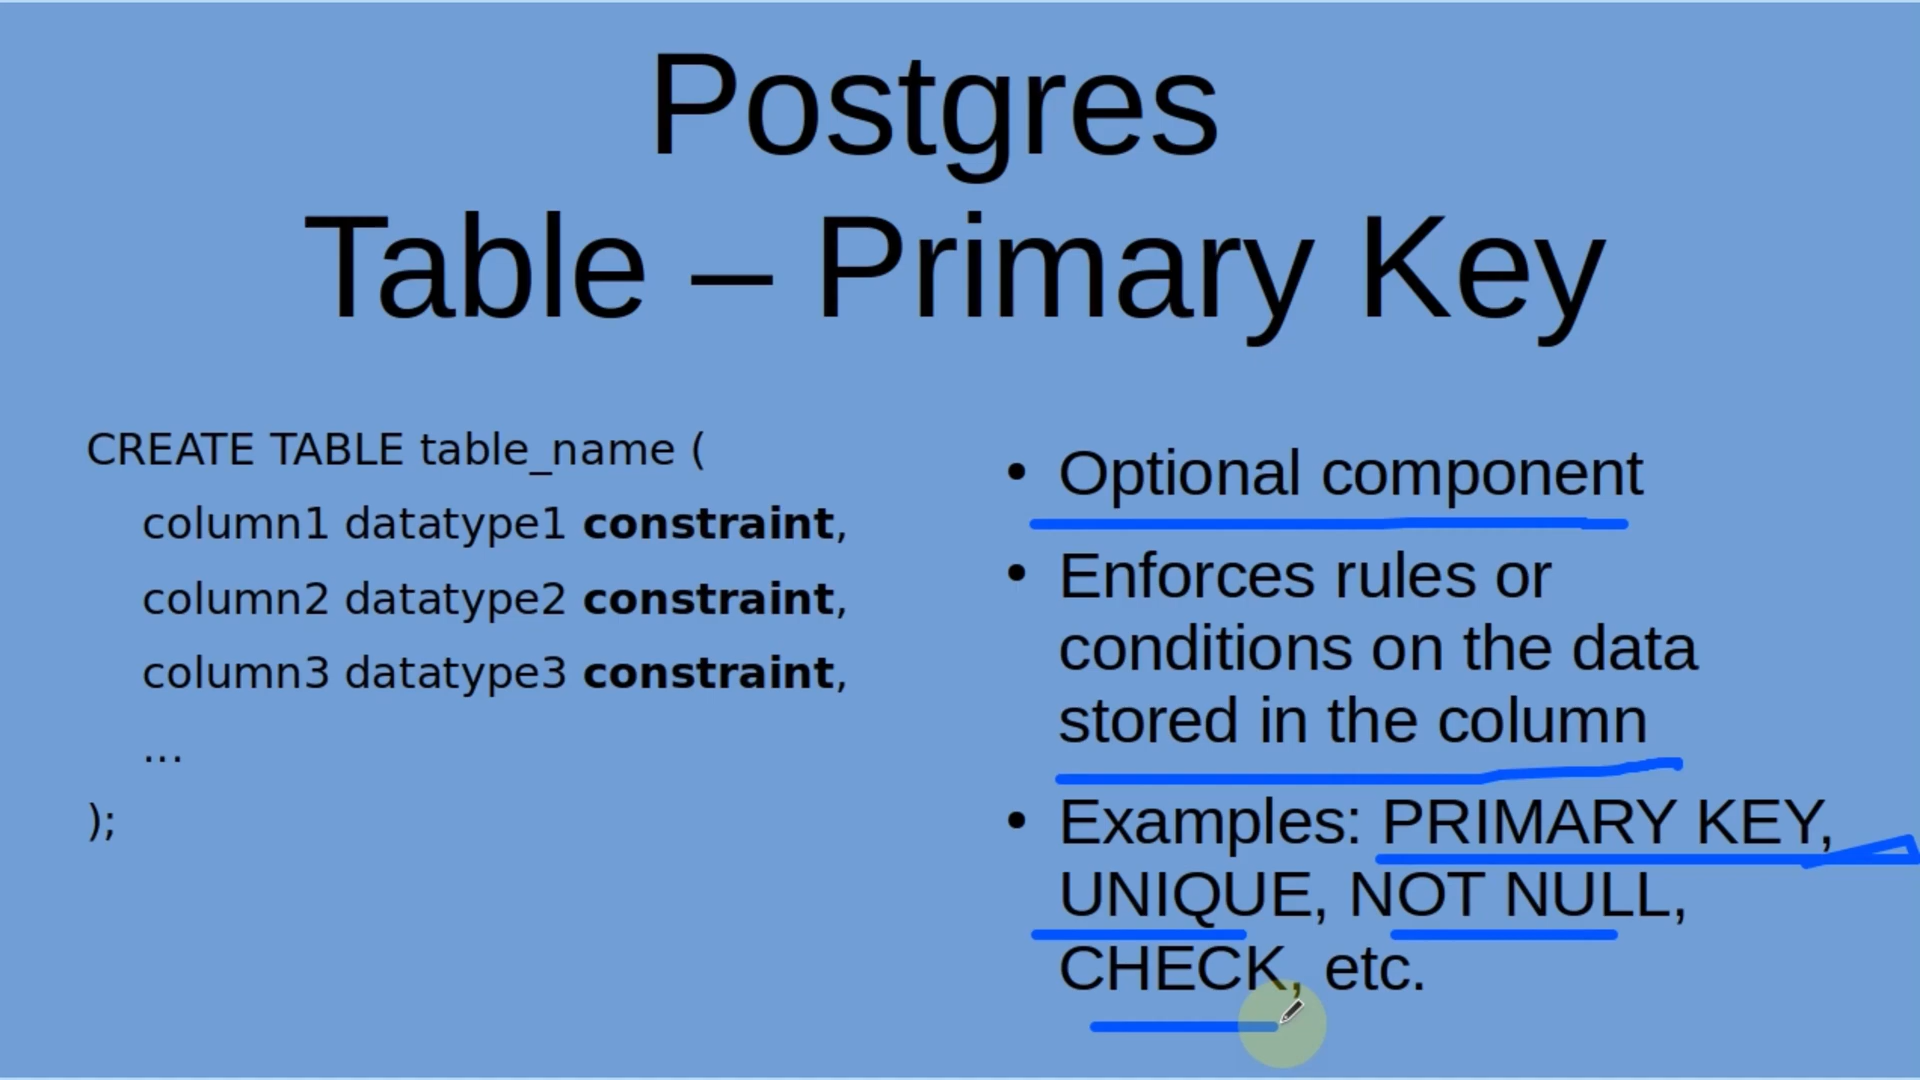 Postgres
Table – Primary Key
CREATE TABLE table_name (
column1 datatype1 constraint,
column2 datatype2 constraint,
column3 datatype3 constraint,
...
);
• Optional component
• Enforces rules or
conditions on the data
stored in the column
• Examples: PRIMARY KEY,
UNIQUE, NOT NULL,
CHECK, etc.